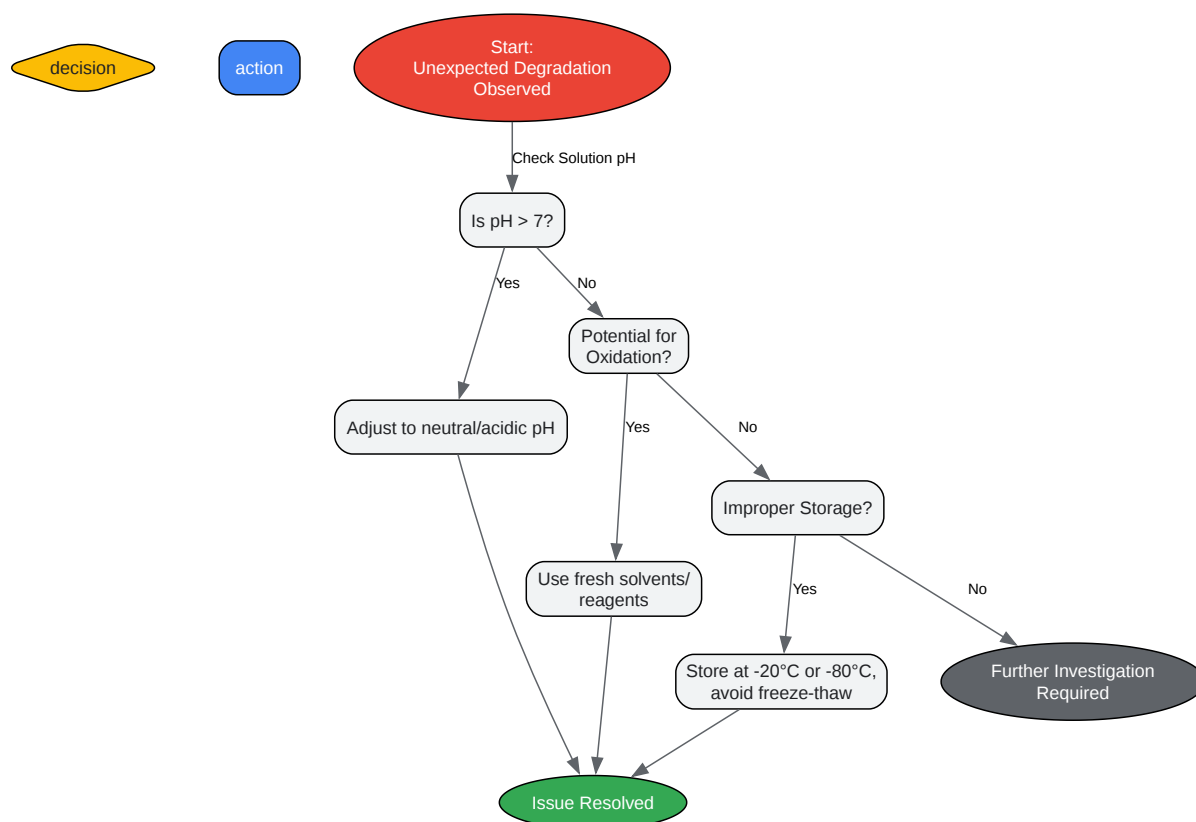 decision
action
Start:
Unexpected Degradation
Observed
Check Solution pH
Is pH > 7?
Yes
No
Potential for
Oxidation?
Adjust to neutral/acidic pH
Yes
No
Improper Storage?
Use fresh solvents/
reagents
Yes
No
Store at -20°C or -80°C,
avoid freeze-thaw
Further Investigation
Required
Issue Resolved